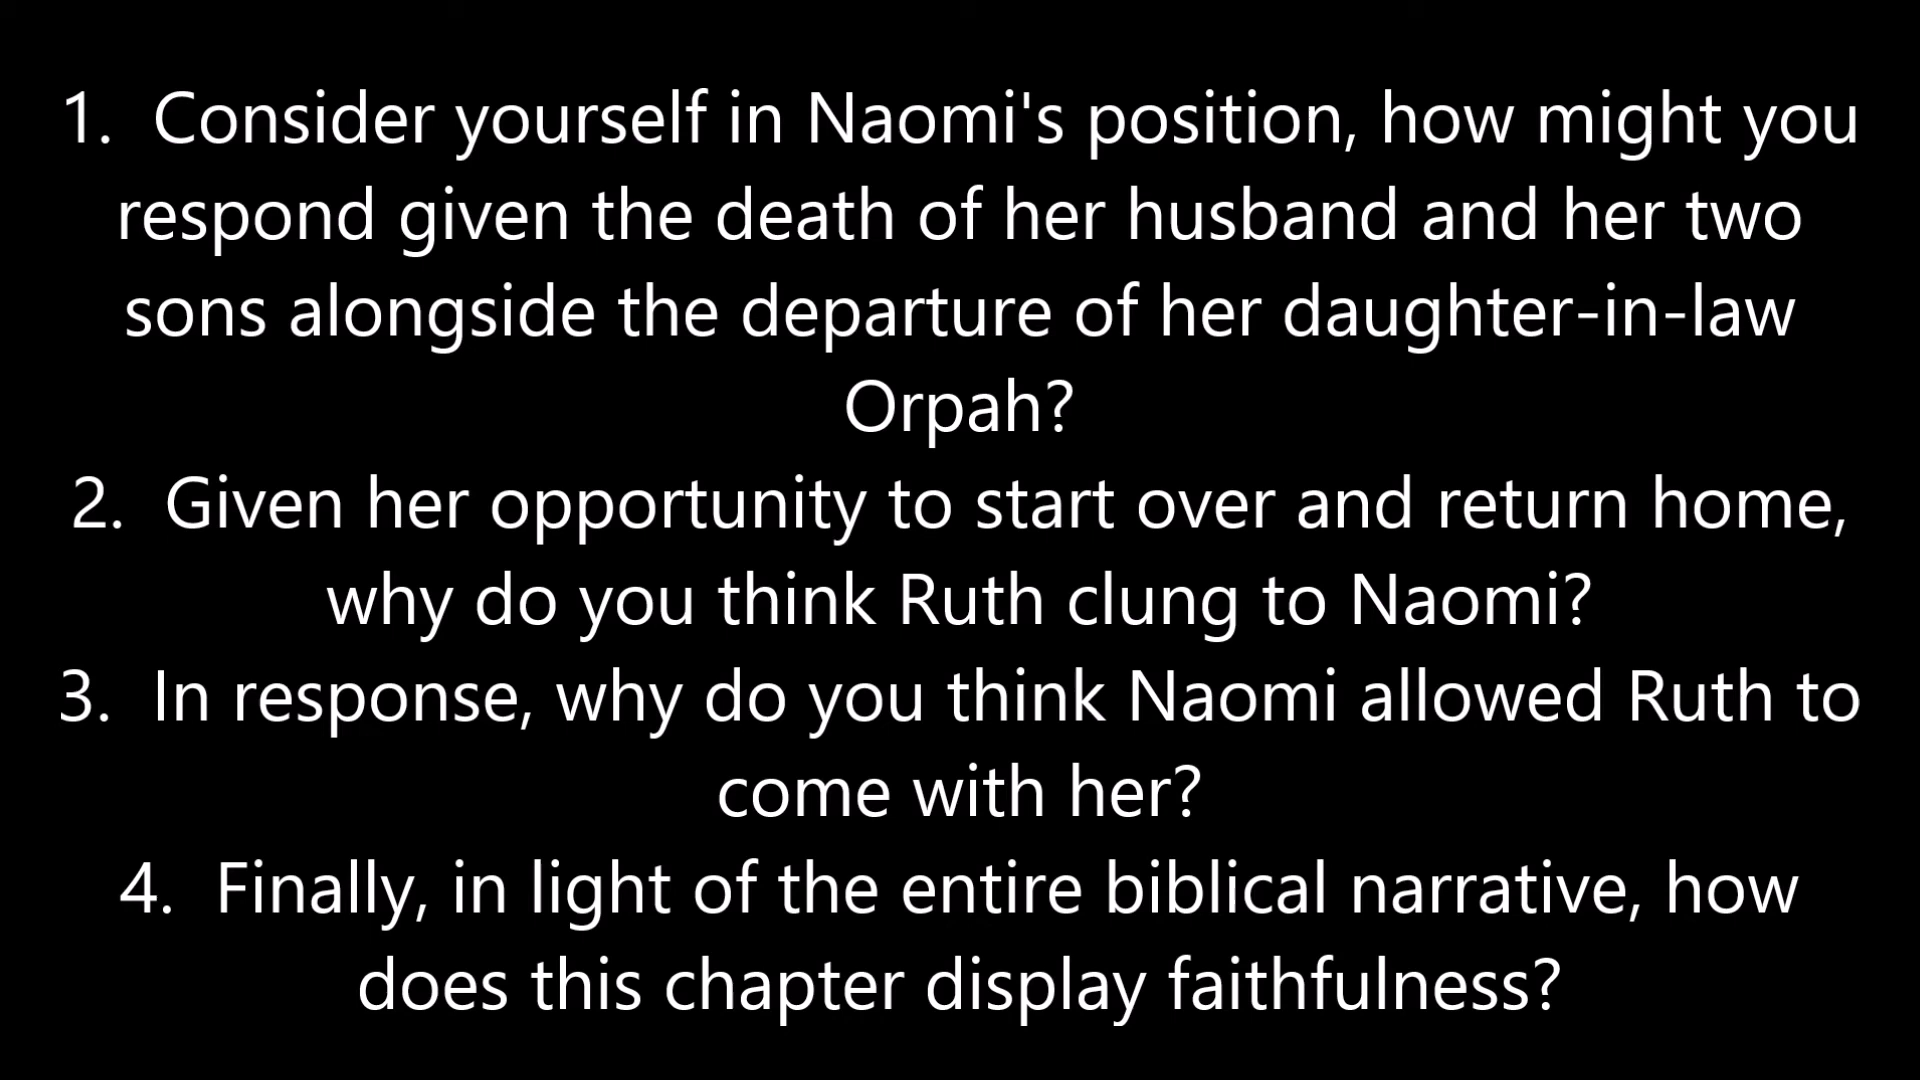 1. Consider yourself in Naomi's position, how might you
respond given the death of her husband and her two
sons alongside the departure of her daughter-in-law
Orpah?
2. Given her opportunity to start over and return home,
why do you think Ruth clung to Naomi?
3. In response, why do you think Naomi allowed Ruth to
come with her?
4. Finally, in light of the entire biblical narrative, how
does this chapter display faithfulness?